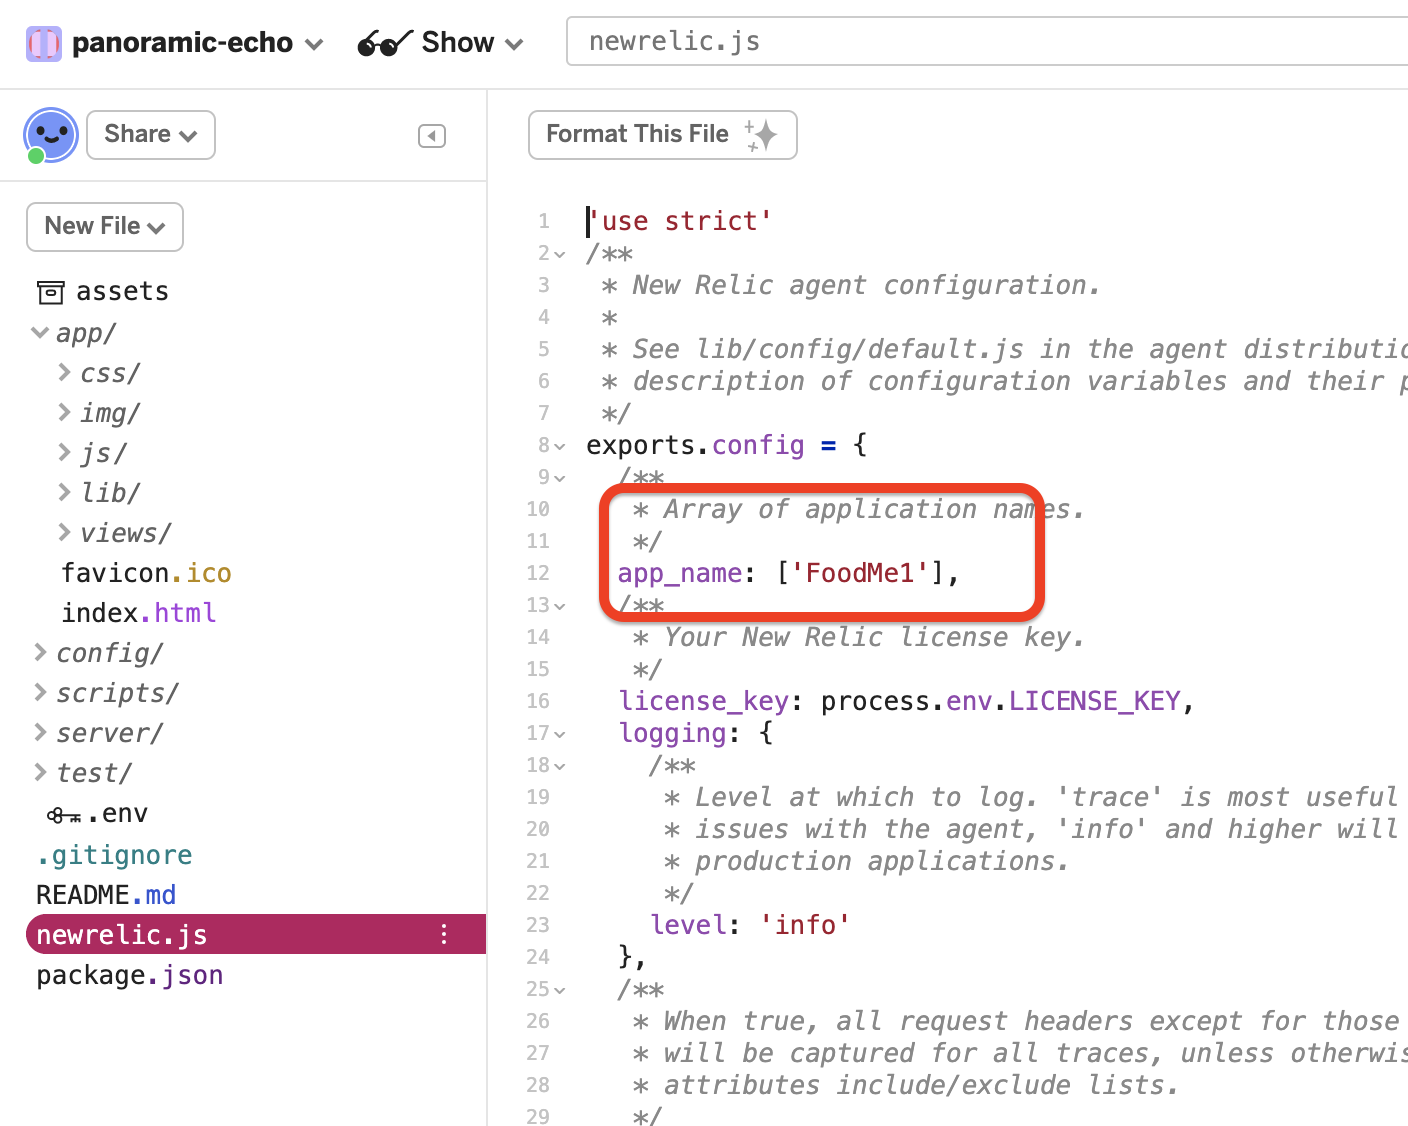 panoramic-echo
Show
newrelic.js
Share
Format This File
New File
assets
app/
css/
img/
js/
lib/
views/
favicon.ico
index.html
config/
scripts/
server/
test/
.env
.gitignore
README.md
newrelic.js
package.json
1 'use strict'
2 /**
3 * New Relic agent configuration.
4 *
5 * See lib/config/default.js in the agent
6 * description of configuration variables and their
7 */
8 exports.config = {
9 /**
10 * Array of application names.
11 */
12 app_name: ['FoodMe1'],
13 /**
14 * Your New Relic license key.
15 */
16 license_key: process.env.LICENSE_KEY,
17 logging: {
18 /**
19 * Level at which to log. 'trace' is most useful
20 * issues with the agent, 'info' and higher will
21 * production applications.
22 */
23 level: 'info'
24 },
25 /**
26 * When true, all request headers except for those
27 * will be captured for all traces, unless
28 * attributes include/exclude lists.
29 */